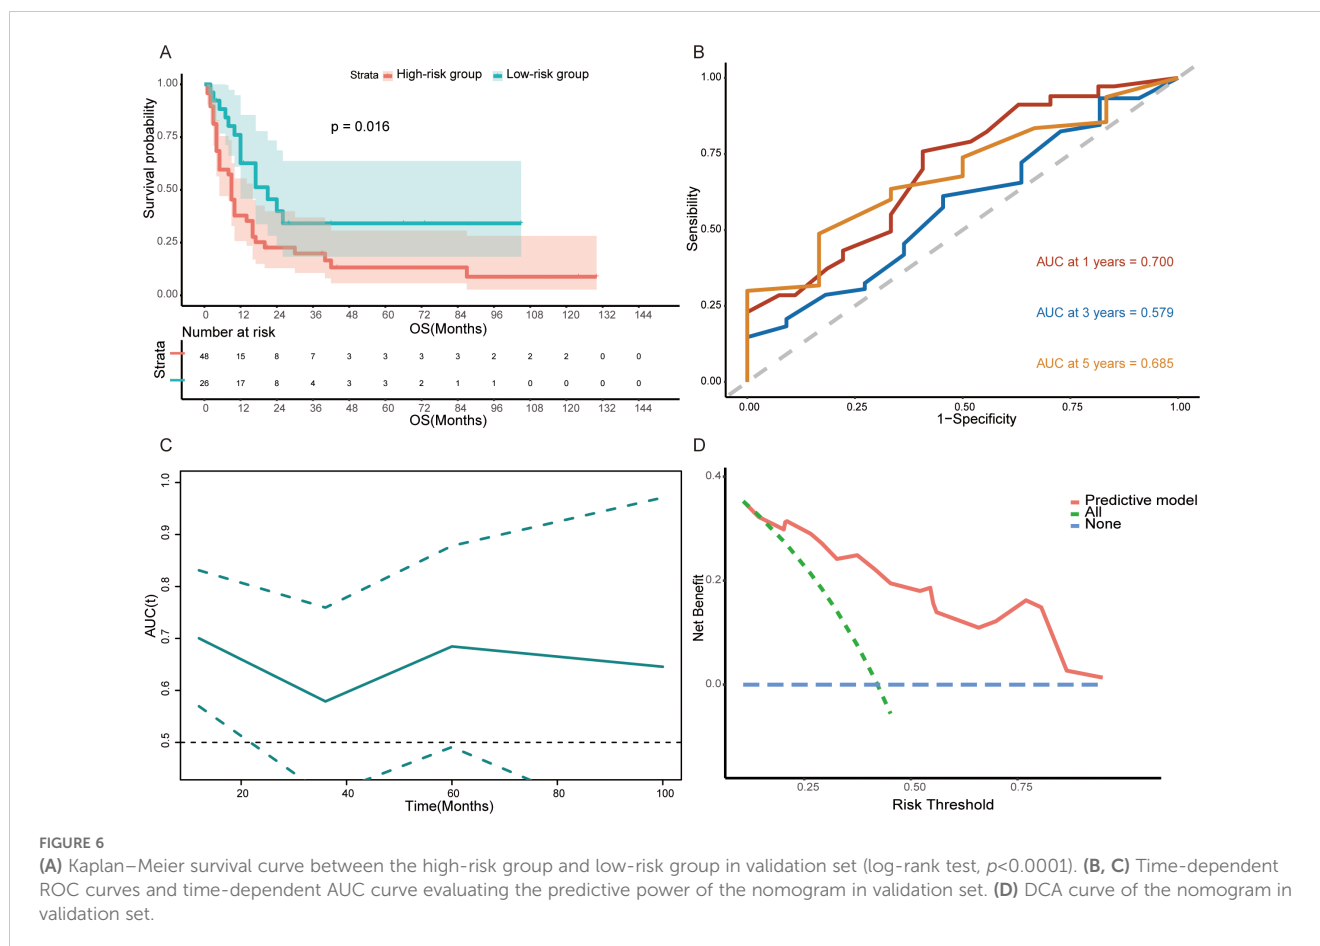 A
Strata High-risk group Low-risk group
p = 0.016
Survival probability
1.00
0.75
0.50
0.25
0.00
0 12 24 36 48 60 72 84 96 108 120 132 144
OS(Months)
Number at risk
Strata
48 15 8 7 3 3 3 3 2 2 2 0 0
26 17 8 4 3 3 2 1 1 0 0 0 0
0 12 24 36 48 60 72 84 96 108 120 132 144
OS(Months)
B
Sensibility
1.00
0.75
0.50
0.25
0.00
AUC at 1 years = 0.700
AUC at 3 years = 0.579
AUC at 5 years = 0.685
0.00 0.25 0.50 0.75 1.00
1−Specificity
C
AUC(t)
1.0
0.9
0.8
0.7
0.6
0.5
20 40 60 80 100
Time(Months)
D
Net Benefit
0.4
0.2
0.0
Predictive model
All
None
0.25 0.50 0.75
Risk Threshold
FIGURE 6
(A) Kaplan–Meier survival curve between the high-risk group and low-risk group in validation set (log-rank test, p<0.0001). (B, C) Time-dependent
ROC curves and time-dependent AUC curve evaluating the predictive power of the nomogram in validation set. (D) DCA curve of the nomogram in
validation set.